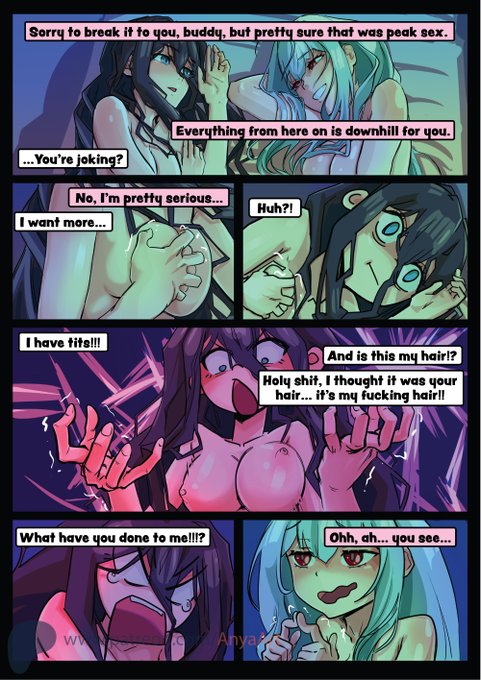 Sorry to break it to you, buddy, but pretty sure that was peak sex.
Everything from here on is downhill for you.
...You're joking?
No, I'm pretty serious...
I want more...
Huh?!
I have tits!!!
And is this my hair!?
Holy shit, I thought it was your
hair... it's my fucking hair!!
What have you done to me!!!?
Ohh, ah... you see...